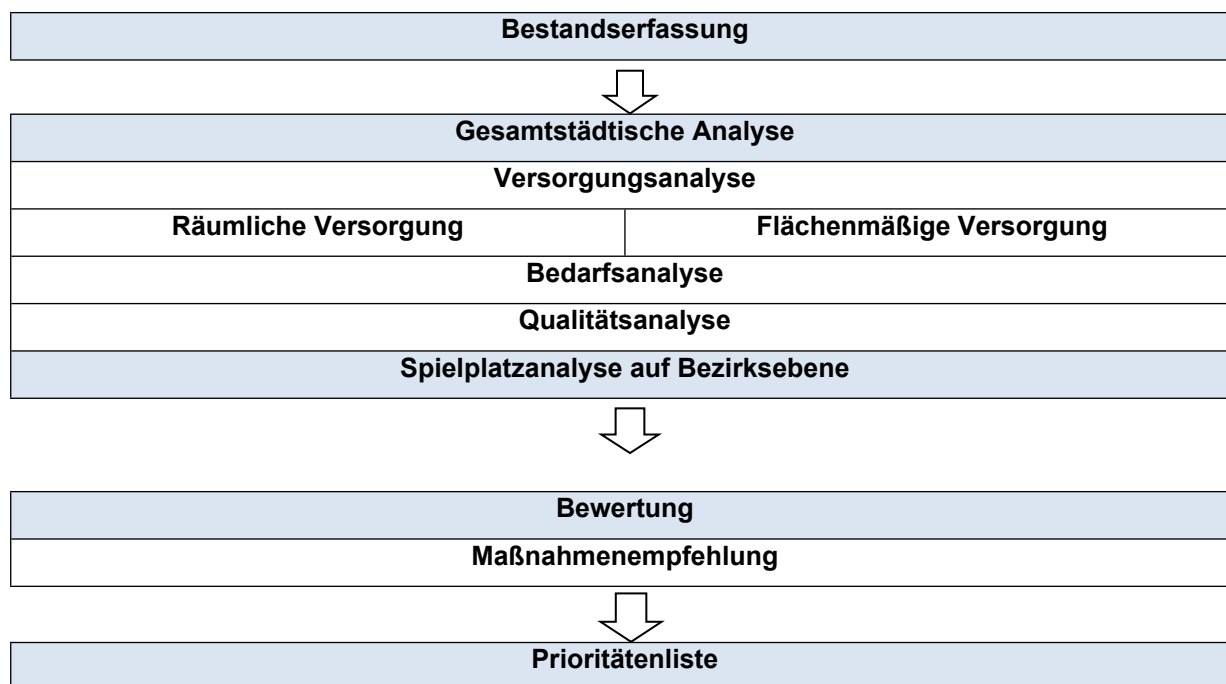 Bestandserfassung
Gesamtstädtische Analyse
Versorgungsanalyse
Räumliche Versorgung
Flächenmäßige Versorgung
Bedarfsanalyse
Qualitätsanalyse
Spielplatzanalyse auf Bezirksebene
Bewertung
Maßnahmenempfehlung
Prioritätenliste